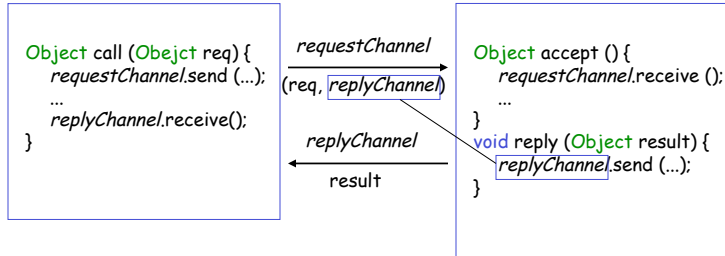 Object call (Obejct req) {
requestChannel.send (...);
...
replyChannel.receive();
}
requestChannel
(req, replyChannel)
replyChannel
result
Object accept () {
requestChannel.receive ();
...
}
void reply (Object result) {
replyChannel.send (...);
}